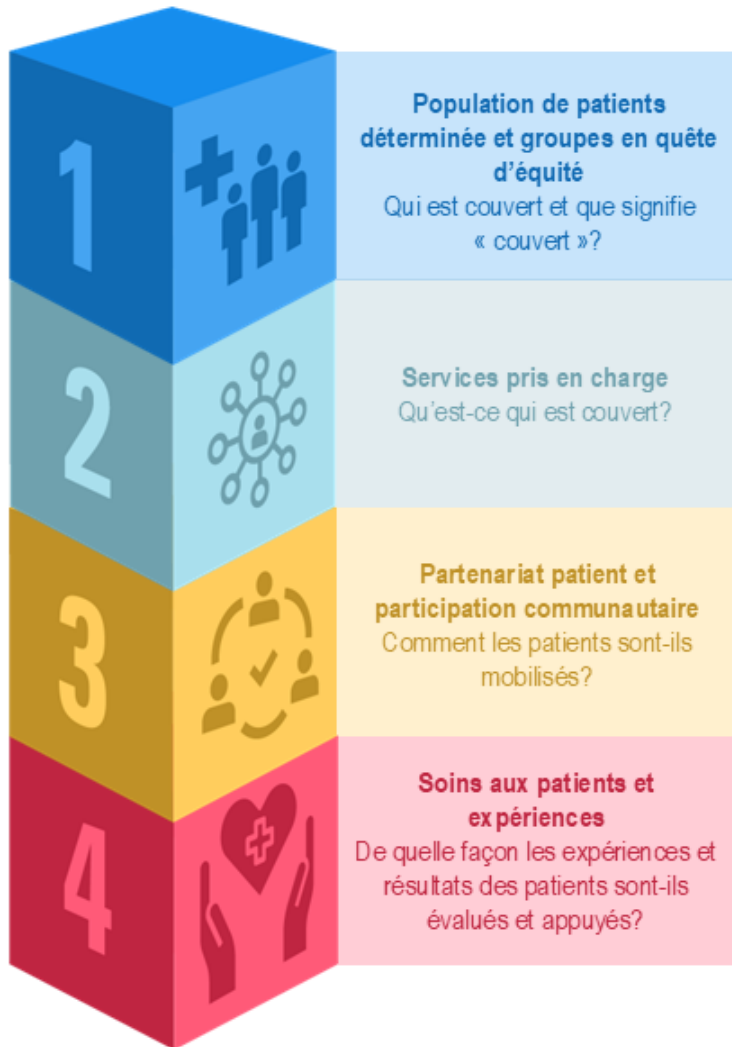 1
Population de patients
déterminée et groupes en quête
d'équité
Qui est couvert et que signifie
« couvert »?
2
Services pris en charge
Qu'est-ce qui est couvert?
3
Partenariat patient et
participation communautaire
Comment les patients sont-ils
mobilisés?
4
Soins aux patients et
expériences
De quelle façon les expériences et
résultats des patients sont-ils
évalués et appuyés?